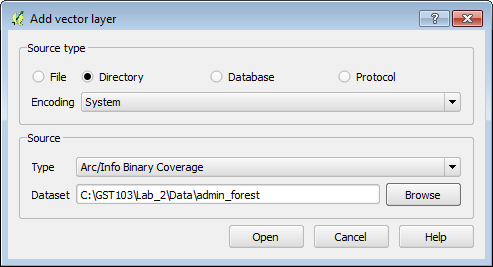 Add vector layer
Source type
File Directory Database Protocol
Encoding System
Source
Type Arc/Info Binary Coverage
Dataset C:\GST103\Lab_2\Data\admin_forest Browse
Open Cancel Help